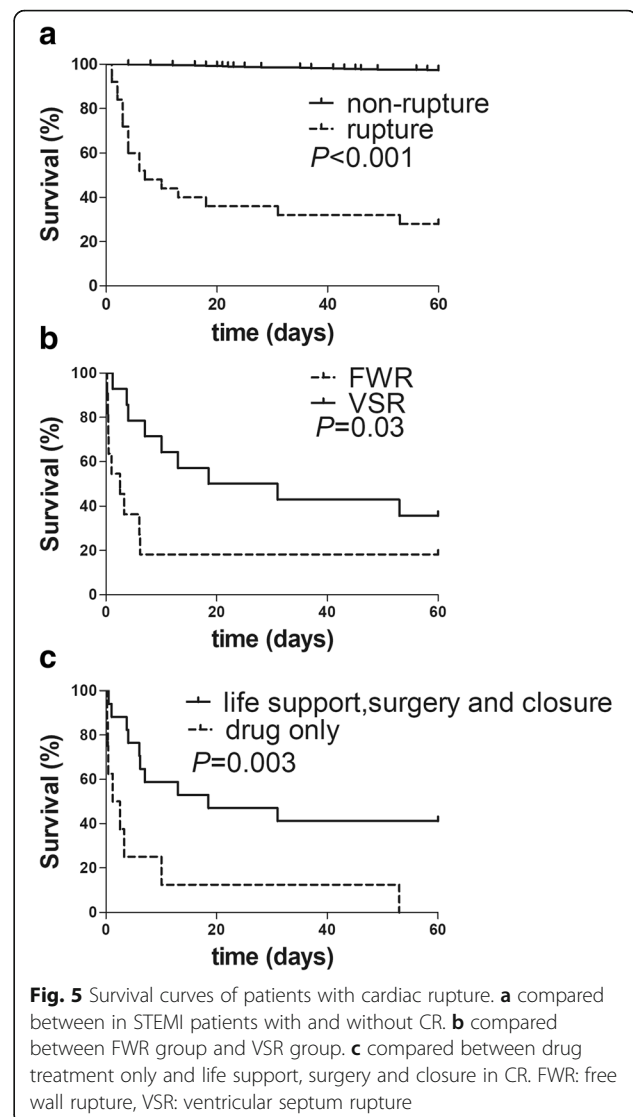 a
100
80
60
40
20
0
Survival (%)
non-rupture
rupture
P<0.001
0 20 40 60
time (days)
b
100
80
60
40
20
0
Survival (%)
FWR
VSR
P=0.03
0 20 40 60
time (days)
c
100
80
60
40
20
0
Survival (%)
life support,surgery and closure
drug only
P=0.003
0 20 40 60
time (days)
Fig. 5 Survival curves of patients with cardiac rupture. a compared
between in STEMI patients with and without CR. b compared
between FWR group and VSR group. c compared between drug
treatment only and life support, surgery and closure in CR. FWR: free
wall rupture, VSR: ventricular septum rupture